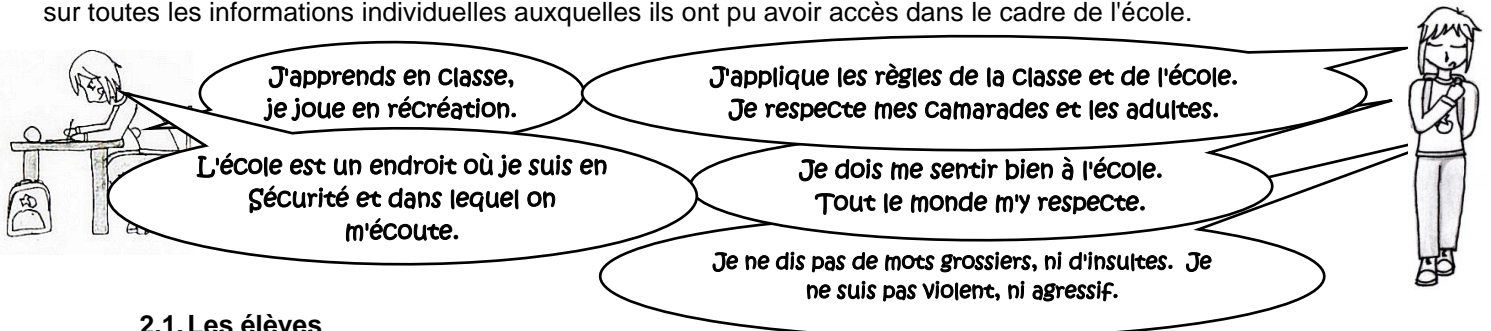 sur toutes les informations individuelles auxquelles ils ont pu avoir accès dans le cadre de l'école.
J'apprends en classe,
je joue en récréation.
J'applique les règles de la classe et de l'école.
Je respecte mes camarades et les adultes.
L'école est un endroit où je suis en
Sécurité et dans lequel on
m'écoute.
Je dois me sentir bien à l'école.
Tout le monde m'y respecte.
Je ne dis pas de mots grossiers, ni d'insultes. Je
ne suis pas violent, ni agressif.
2.1. Les élèves